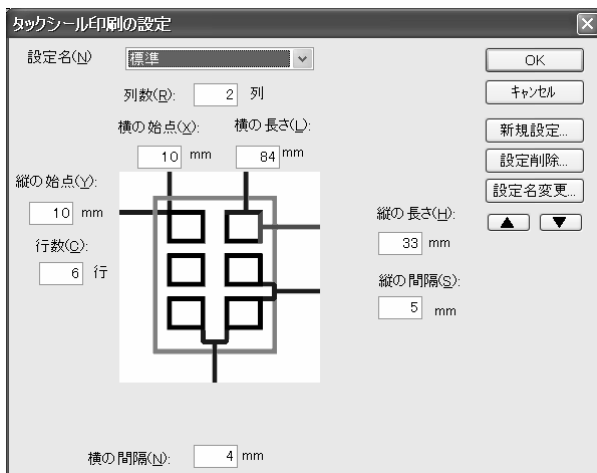 タックシール印刷の設定
設定名(N) 標準
OK
キャンセル
列数(R): 2 列
横の始点(X): 横の長さ(L):
10 mm 84 mm
新規設定...
設定削除...
設定名変更...
▲ ▼
縦の始点(Y):
10 mm
行数(C):
6 行
縦の長さ(H):
33 mm
縦の間隔(S):
5 mm
横の間隔(N): 4 mm